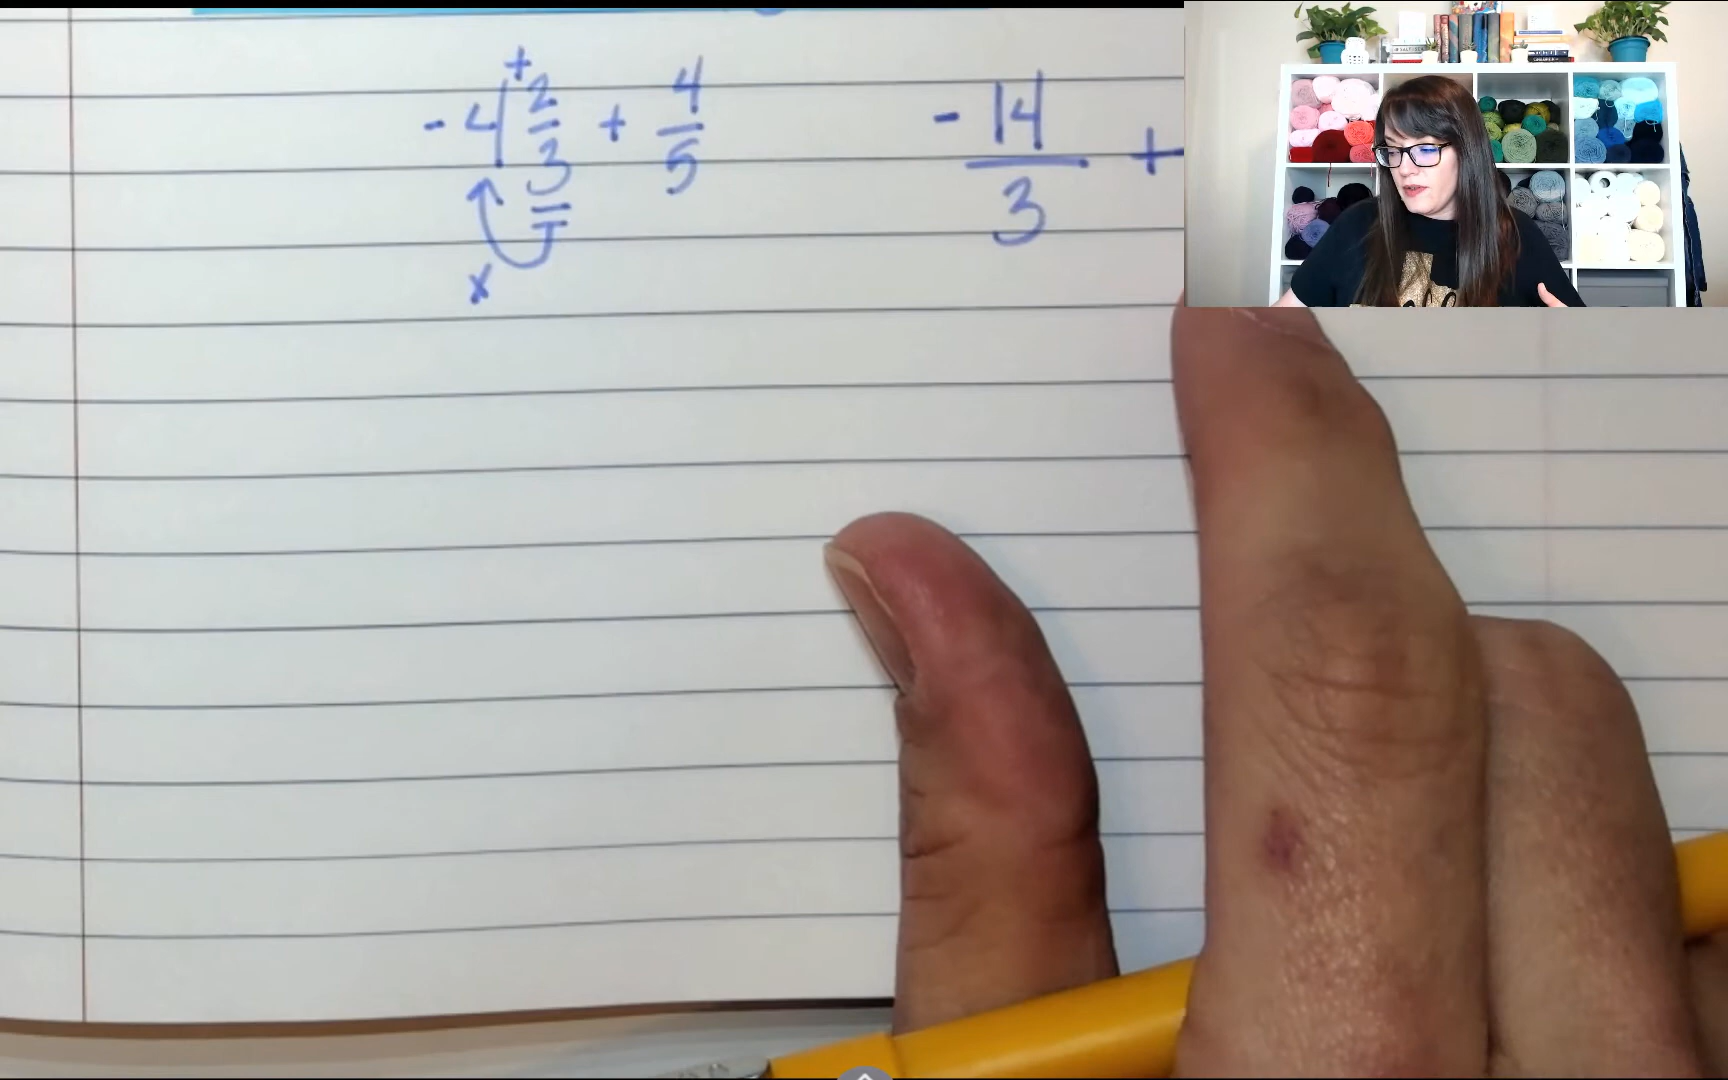 -4 2/3 + 4/5
-14/3 +
+
x